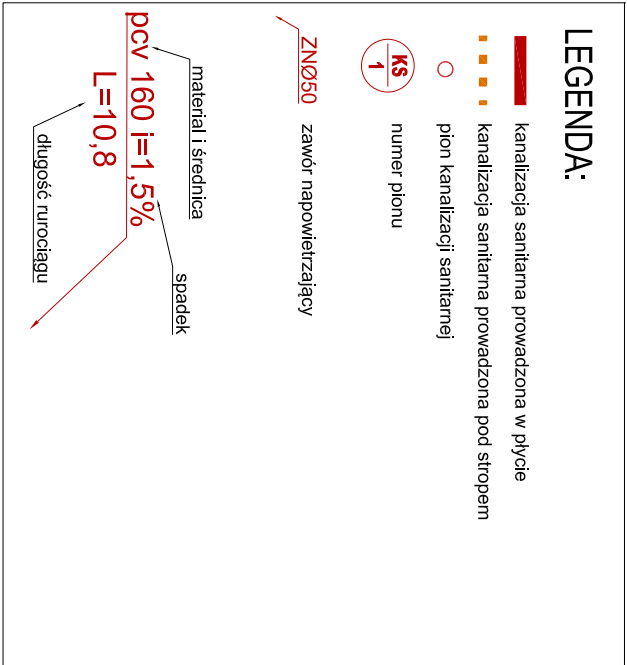 LEGENDA:
kanalizacja sanitarna prowadzona w płycie
kanalizacja sanitarna prowadzona pod stropem
pion kanalizacji sanitarnej
KS
1
numer pionu
ZNØ50
zawór napowietrzający
materiał i średnica
spadek
pcv 160 i=1,5%
L=10,8
długość rurociągu